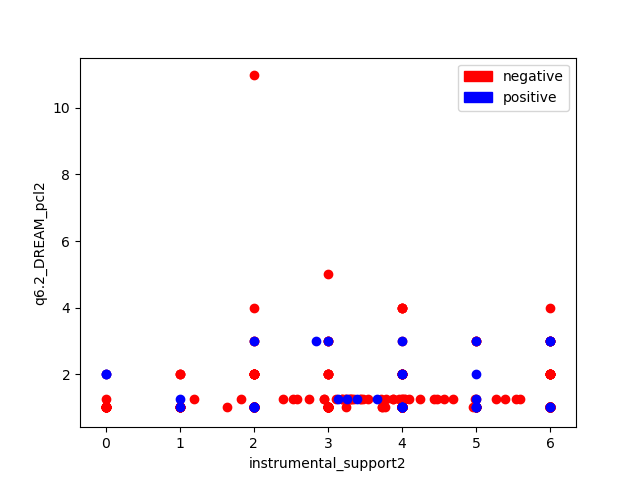 negative
positive
10
8
6
4
2
q6.2_DREAM_pcl2
0 1 2 3 4 5 6
instrumental_support2